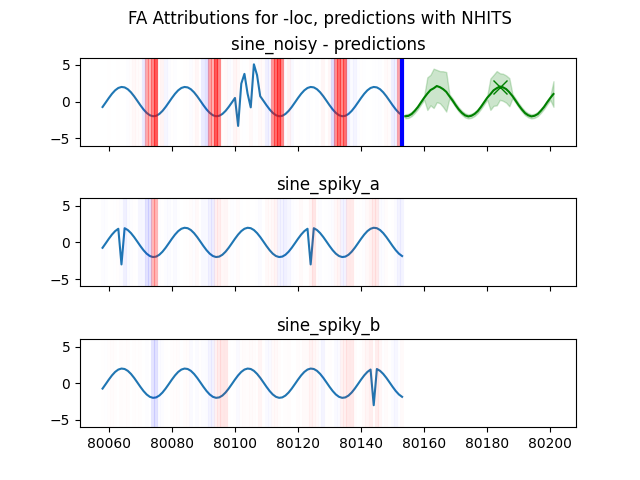 FA Attributions for -loc, predictions with NHITS
sine_noisy - predictions
5
0
−5
sine_spiky_a
5
0
−5
sine_spiky_b
5
0
−5
80060 80080 80100 80120 80140 80160 80180 80200